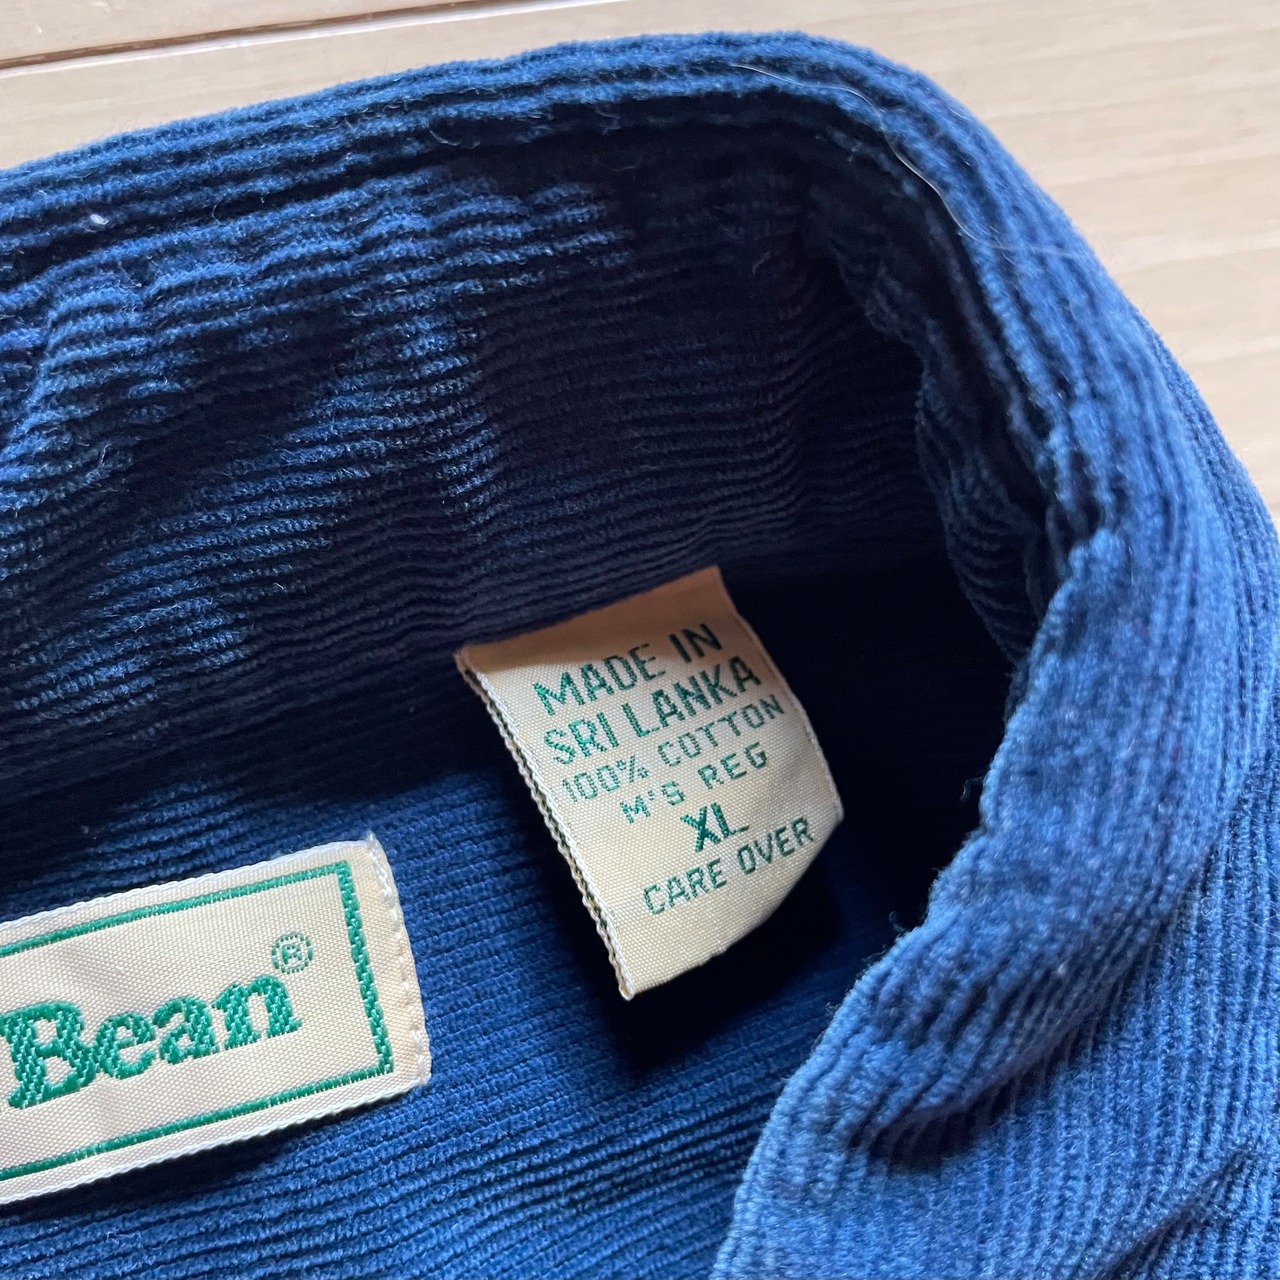 MADE IN
SRI LANKA
100% COTTON
M'S REG
XL
CARE OVER
Bean®